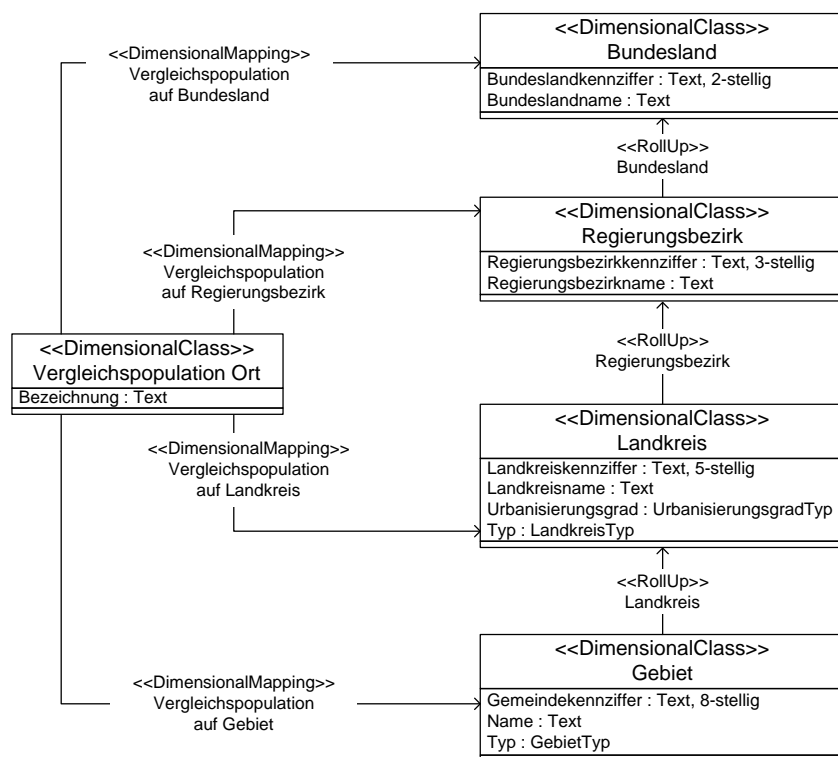 <<DimensionalMapping>>
Vergleichspopulation
auf Bundesland
<<DimensionalClass>>
Bundesland
Bundeslandkennziffer : Text, 2-stellig
Bundeslandname : Text
<<RollUp>>
Bundesland
<<DimensionalMapping>>
Vergleichspopulation
auf Regierungsbezirk
<<DimensionalClass>>
Regierungsbezirk
Regierungsbezirkkennziffer : Text, 3-stellig
Regierungsbezirkname : Text
<<RollUp>>
Regierungsbezirk
<<DimensionalClass>>
Vergleichspopulation Ort
Bezeichnung : Text
<<DimensionalMapping>>
Vergleichspopulation
auf Landkreis
<<DimensionalClass>>
Landkreis
Landkreiskennziffer : Text, 5-stellig
Landkreisname : Text
Urbanisierungsgrad : UrbanisierungsgradTyp
Typ : LandkreisTyp
<<RollUp>>
Landkreis
<<DimensionalMapping>>
Vergleichspopulation
auf Gebiet
<<DimensionalClass>>
Gebiet
Gemeindekennziffer : Text, 8-stellig
Name : Text
Typ : GebietTyp